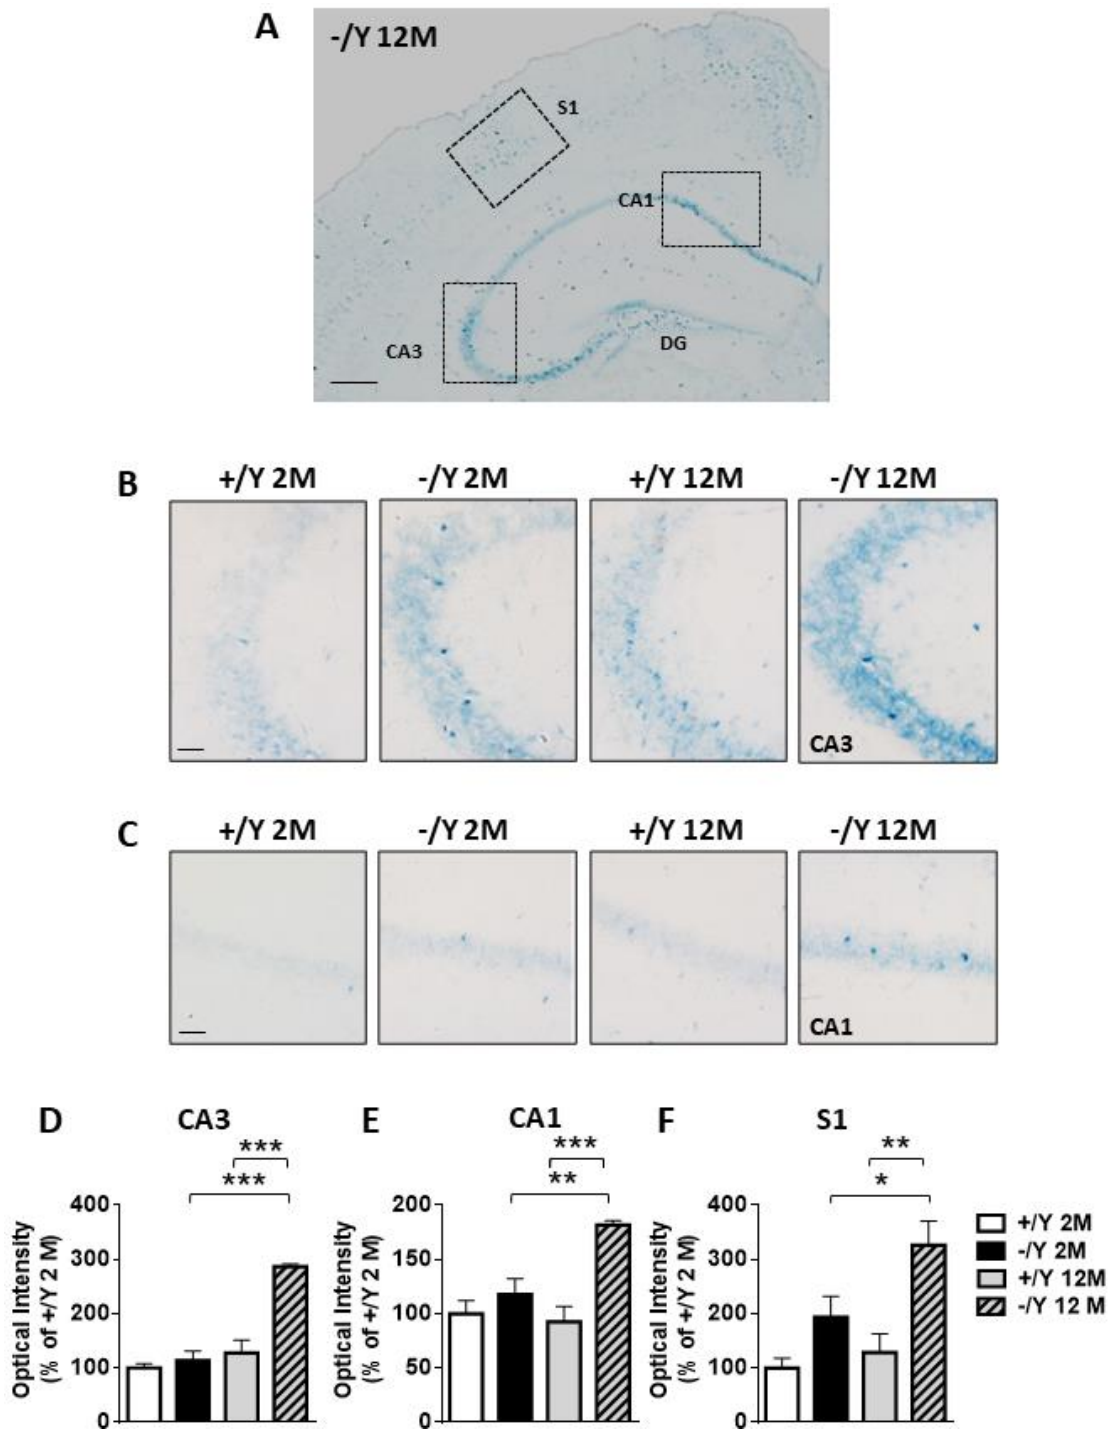 A
-/Y 12M
S1
CA1
CA3
DG
B
+/Y 2M
-/Y 2M
+/Y 12M
-/Y 12M
CA3
C
+/Y 2M
-/Y 2M
+/Y 12M
-/Y 12M
CA1
D
CA3
***
***
Optical Intensity
(% of +/Y 2 M)
400
300
200
100
0
E
CA1
***
**
Optical Intensity
(% of +/Y 2 M)
200
150
100
50
0
F
S1
**
*
Optical Intensity
(% of +/Y 2 M)
400
300
200
100
0
+/Y 2M
-/Y 2M
+/Y 12M
-/Y 12 M